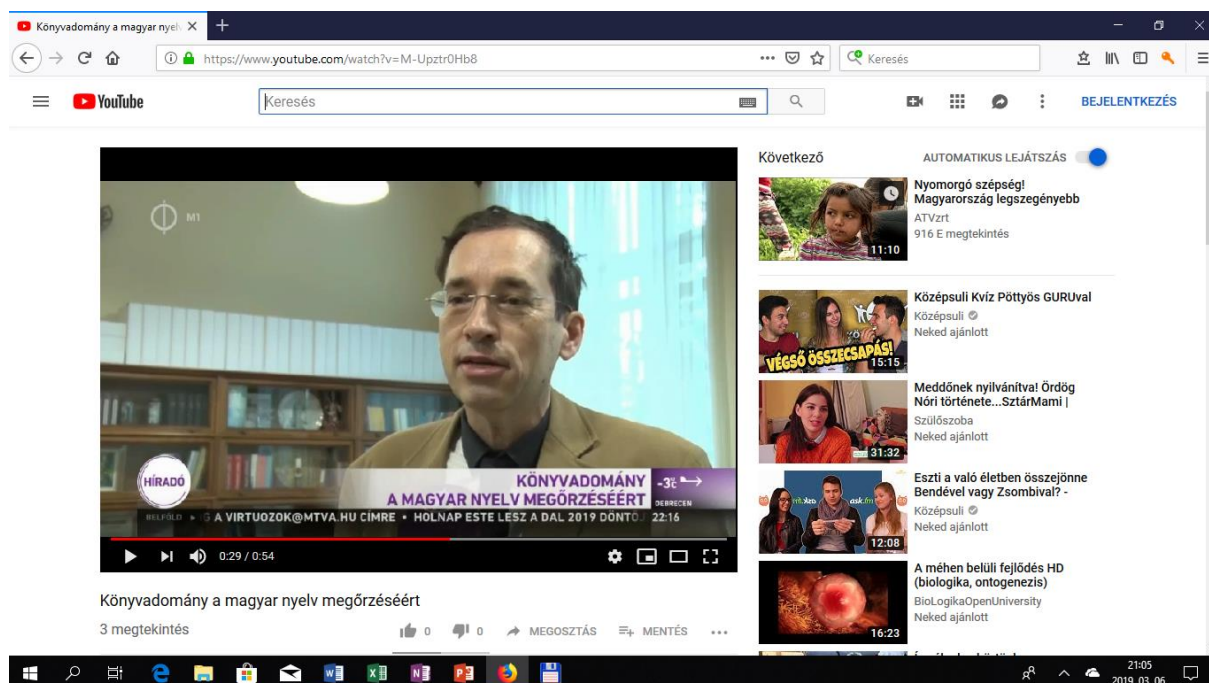 Könyvadomány a magyar nyelv
https://www.youtube.com/watch?v=M-Upztr0Hb8
Keresés
YouTube
Keresés
BEJELENTKEZÉS
M1
HÍRADÓ
KÖNYVADOMÁNY
A MAGYAR NYELV MEGŐRZÉSÉÉRT
-3°C
DEBRECEN
BELFÖLD
A VIRTUOZOK@MTVA.HU CÍMRE • HOLNAP ESTE LESZ A DAL 2019 DÖNTŐ
22:16
0:29 / 0:54
Könyvadomány a magyar nyelv megőrzéséért
3 megtekintés
0
0
MEGOSZTÁS
MENTÉS
Következő
AUTOMATIKUS LEJÁTSZÁS
11:10
Nyomorgó szépség!
Magyarország legszegényebb
ATVzrt
916 E megtekintés
VÉGSŐ ÖSSZECSAPÁS!
15:15
Középsuli Kvíz Pöttyös GURUval
Középsuli
Neked ajánlott
31:32
Meddőnek nyilvánítva! Ördög
Nóri története...SztárMami |
Szülőszoba
Neked ajánlott
ask.fm
12:08
Eszti a való életben összejönne
Bendével vagy Zsombival? -
Középsuli
Neked ajánlott
16:23
A méhen belüli fejlődés HD
(biologika, ontogenezis)
BioLogikaOpenUniversity
Neked ajánlott
21:05
2019. 03. 06.